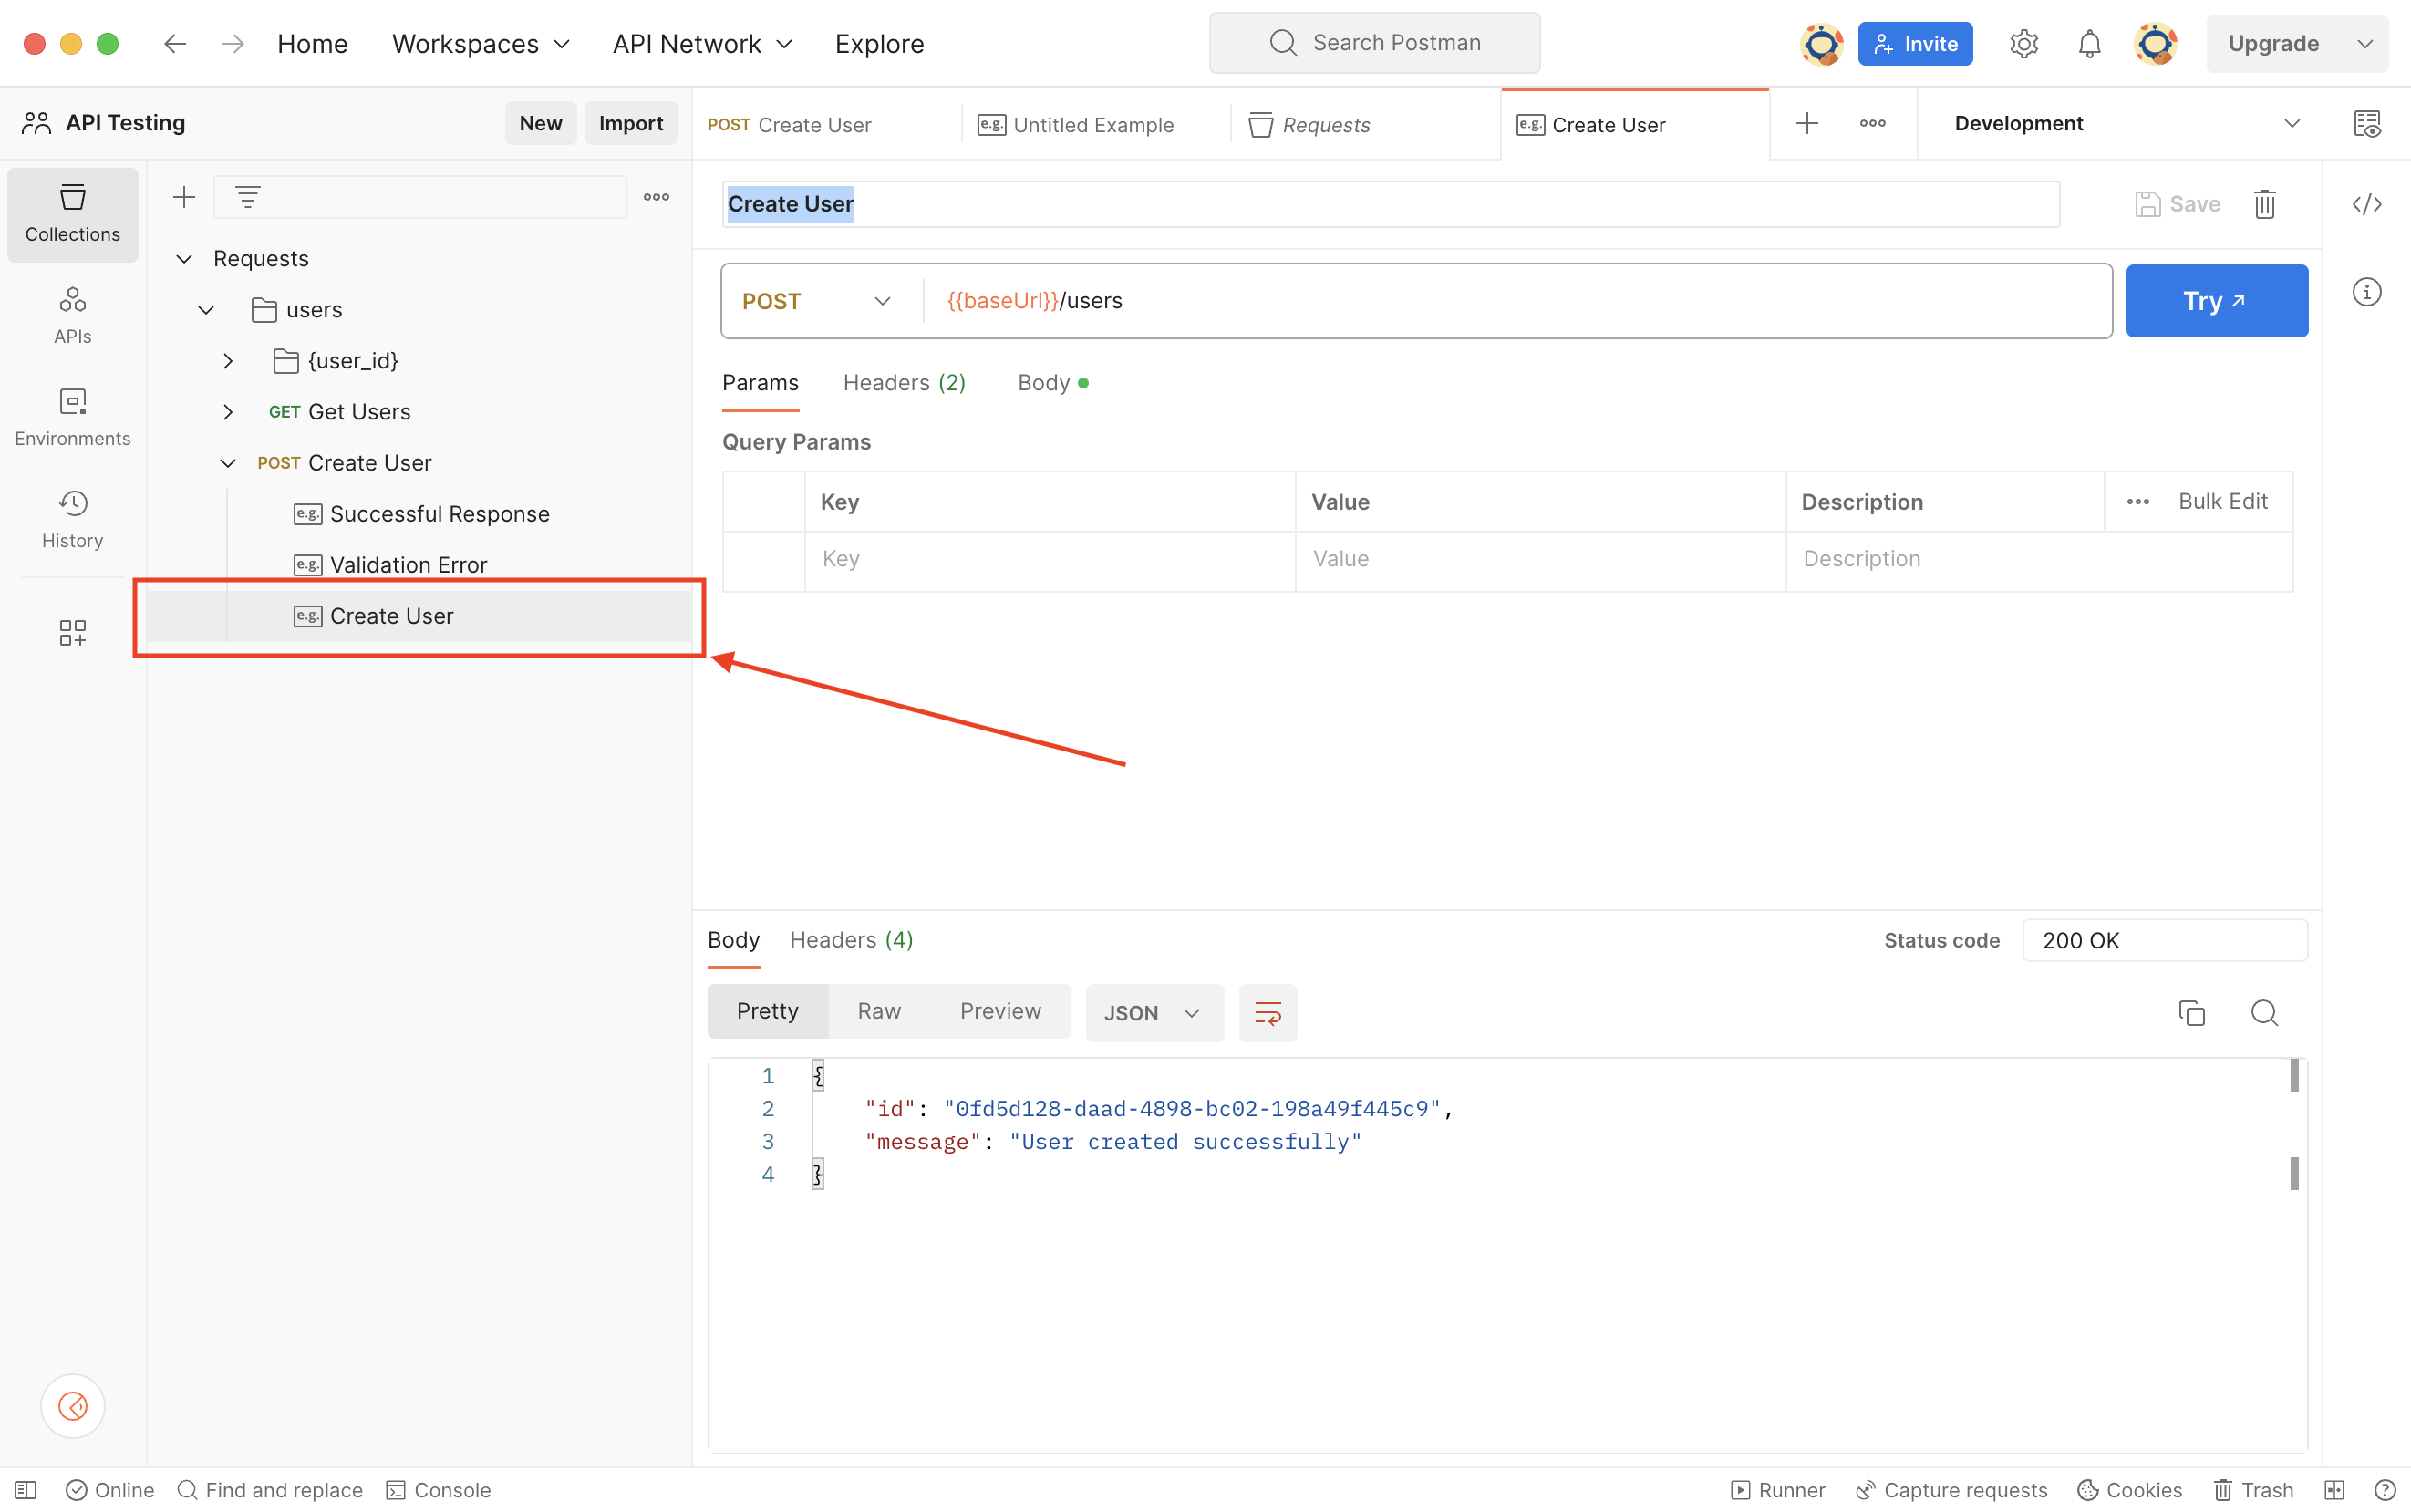 Home Workspaces API Network Explore Search Postman Invite Upgrade
API Testing New Import POST Create User e.g. Untitled Example Requests e.g. Create User Development
Collections
APIs
Environments
History
Requests
users
{user_id}
GET Get Users
POST Create User
e.g. Successful Response
e.g. Validation Error
e.g. Create User
Create User Save
POST {{baseUrl}}/users Try
Params Headers (2) Body
Query Params
Key Value Description Bulk Edit
Key Value Description
Body Headers (4) Status code 200 OK
Pretty Raw Preview JSON
1 {
2 "id": "0fd5d128-daad-4898-bc02-198a49f445c9",
3 "message": "User created successfully"
4 }
Online Find and replace Console Runner Capture requests Cookies Trash